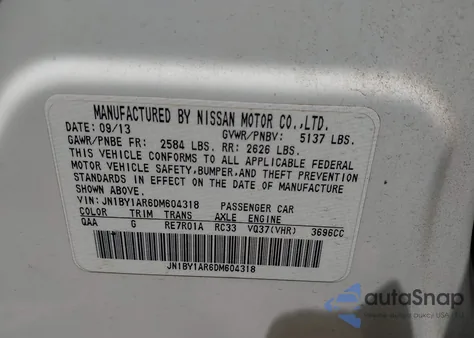 MANUFACTURED BY NISSAN MOTOR CO.,LTD.
DATE: 09/13 GVWR/PNBV: 5137 LBS.
GAWR/PNBE FR: 2584 LBS. RR: 2626 LBS.
THIS VEHICLE CONFORMS TO ALL APPLICABLE FEDERAL
MOTOR VEHICLE SAFETY,BUMPER,AND THEFT PREVENTION
STANDARDS IN EFFECT ON THE DATE OF MANUFACTURE
SHOWN ABOVE.
VIN: JN1BY1AR6DM604318 PASSENGER CAR
COLOR TRIM TRANS AXLE ENGINE
QAA G RE7R01A RC33 VQ37(VHR) 3696CC
JN1BY1AR6DM604318
autoSnap